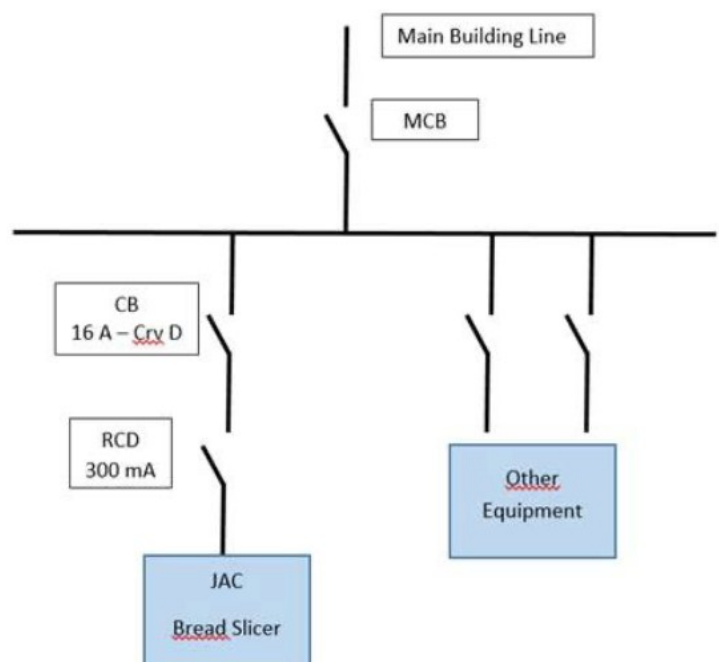 Main Building Line
MCB
CB
16 A – Crv D
RCD
300 mA
Other
Equipment
JAC
Bread Slicer